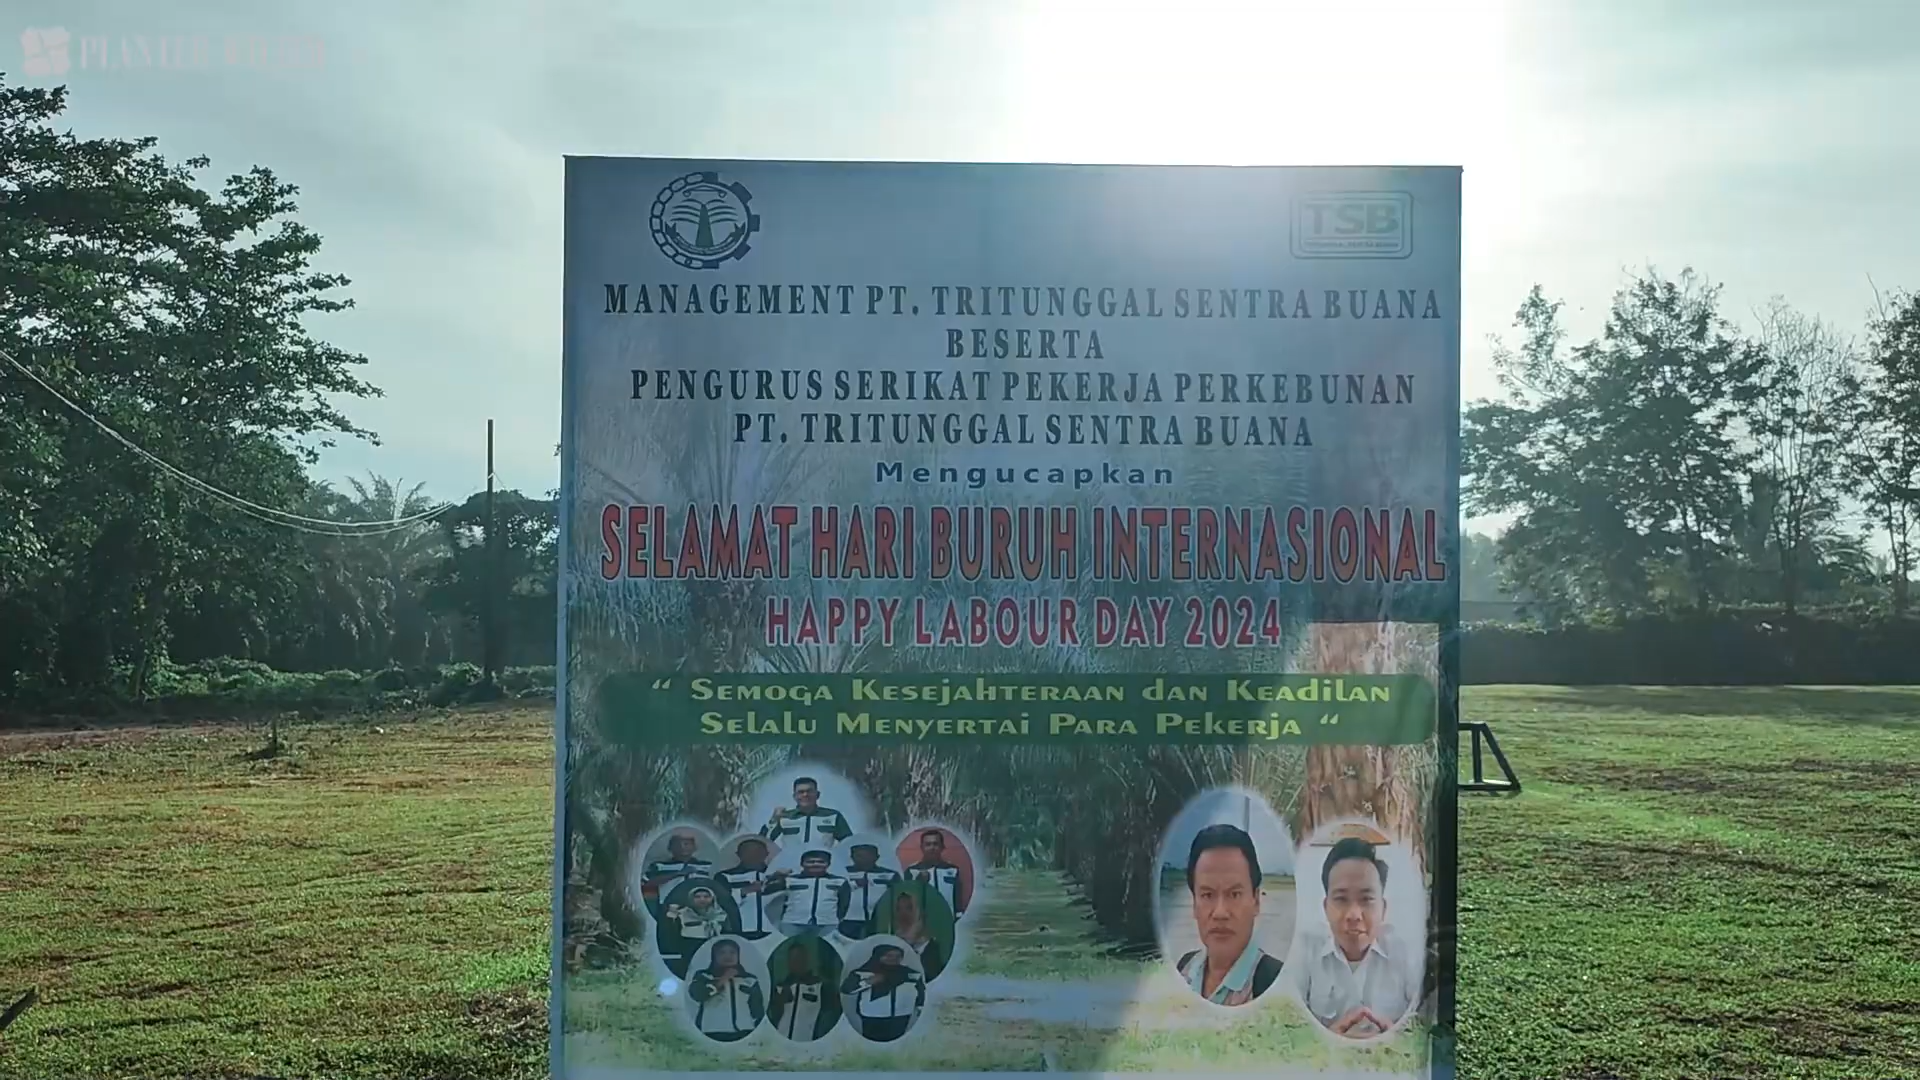 TSB
MANAGEMENT PT. TRITUNGGAL SENTRA BUANA
BESERTA
PENGURUS SERIKAT PEKERJA PERKEBUNAN
PT. TRITUNGGAL SENTRA BUANA
Mengucapkan
SELAMAT HARI BURUH INTERNASIONAL
HAPPY LABOUR DAY 2024
“ Semoga Kesejahteraan dan Keadilan
Selalu Menyertai Para Pekerja “